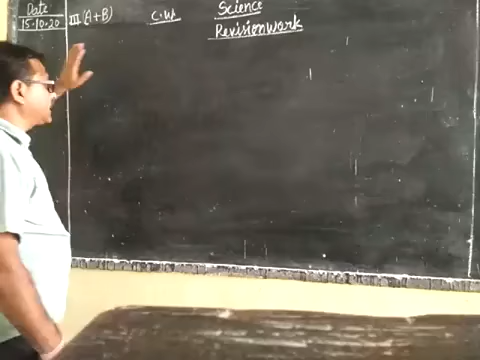 Date
15-10-20
III (A+B)
C.W
Science
Revision work